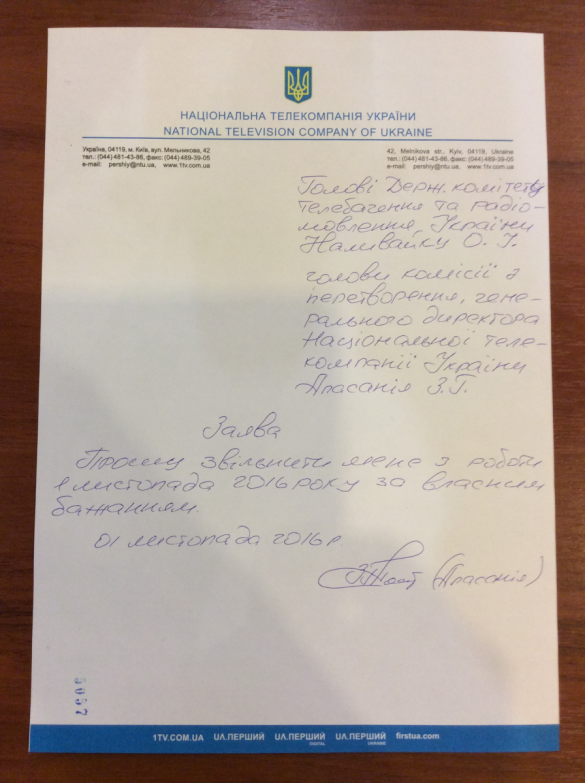 НАЦІОНАЛЬНА ТЕЛЕКОМПАНІЯ УКРАЇНИ
NATIONAL TELEVISION COMPANY OF UKRAINE
Україна, 04119, м. Київ, вул. Мельникова, 42
тел.: (044) 481-43-86, факс: (044) 489-39-05
e-mail: pershiy@ntu.ua, www.1tv.com.ua
42, Melnikova str., Kyiv, 04119, Ukraine
тел.: (044) 481-43-86, факс: (044) 489-39-05
e-mail: pershiy@ntu.ua, www.1tv.com.ua
Голові Держ. комітету
телебачення та радіо-
мовлення України
Наливайку О. І.
голови комісії з
перетворення, гене-
рального директора
Національної теле-
компанії України
Аласанія З.Г.
Заява
Прошу звільнити мене з роботи
1 листопада 2016 року за власним
бажанням.
01 листопада 2016 р.
(Аласанія)
1TV.COM.UA UA|ПЕРШИЙ UA|ПЕРШИЙ DIGITAL UA|ПЕРШИЙ UKRAINE firstua.com